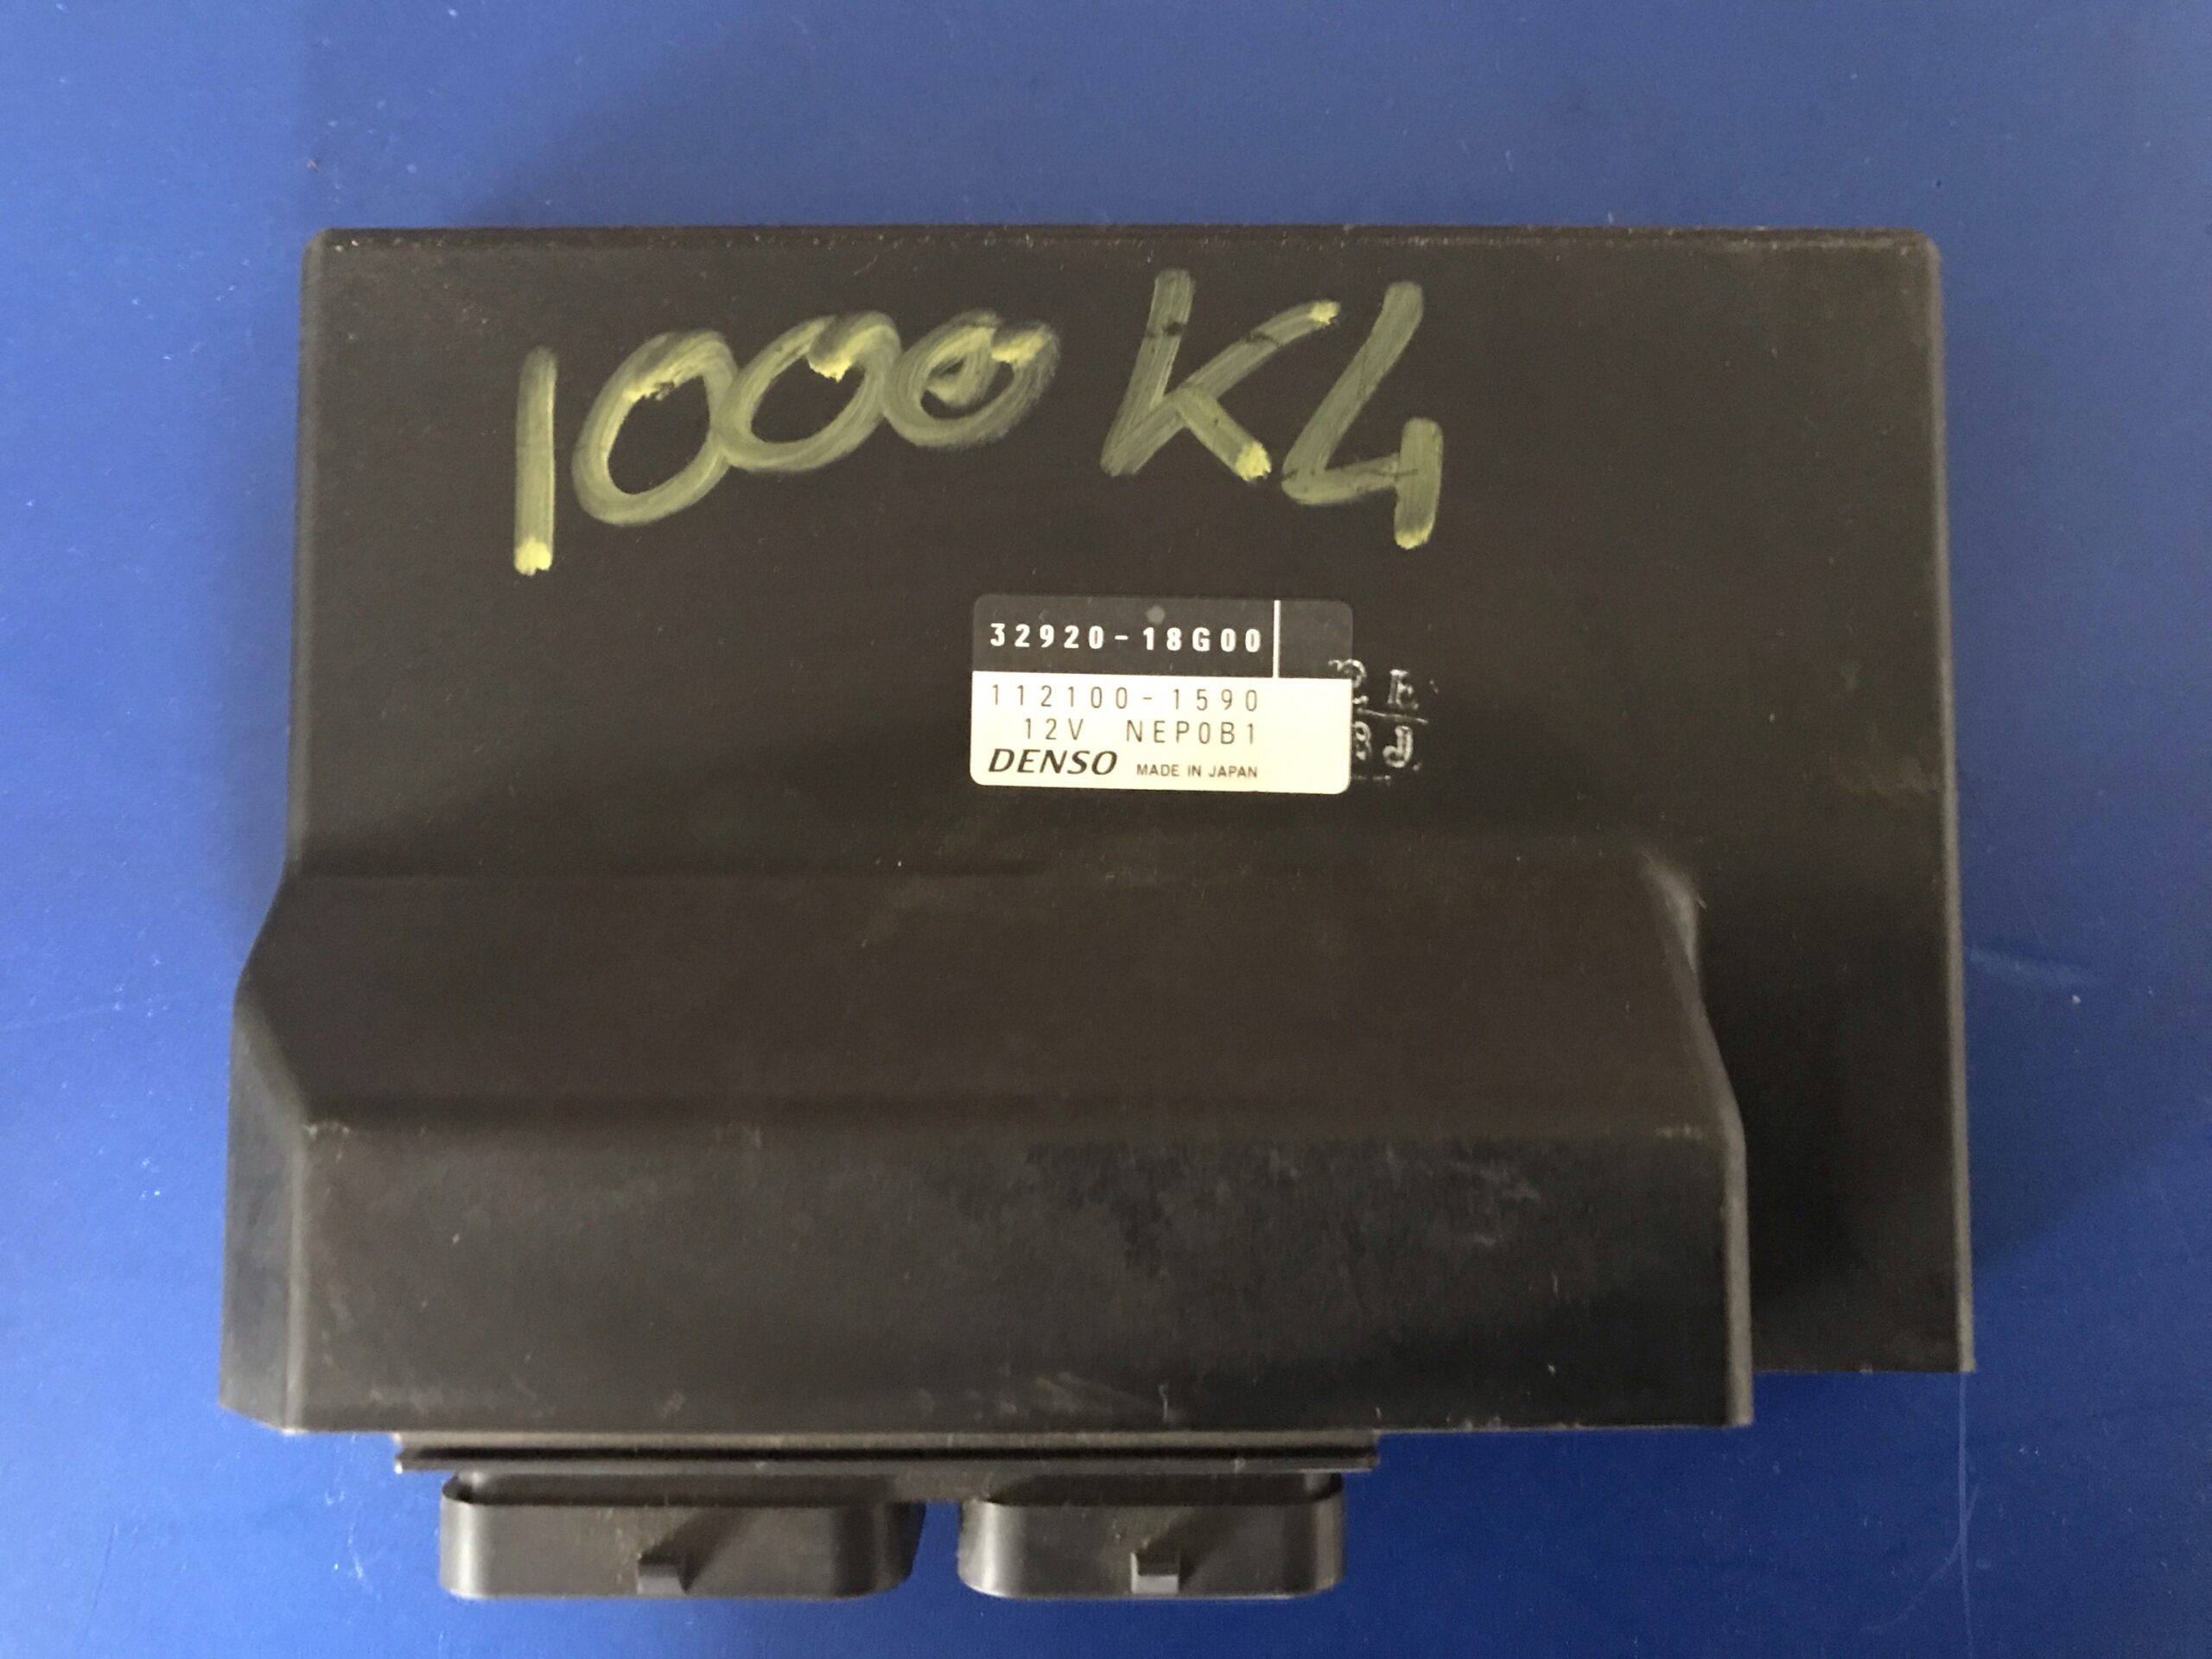 1000 K4
32920-18G00
112100-1590
12V NEP0B1
DENSO MADE IN JAPAN